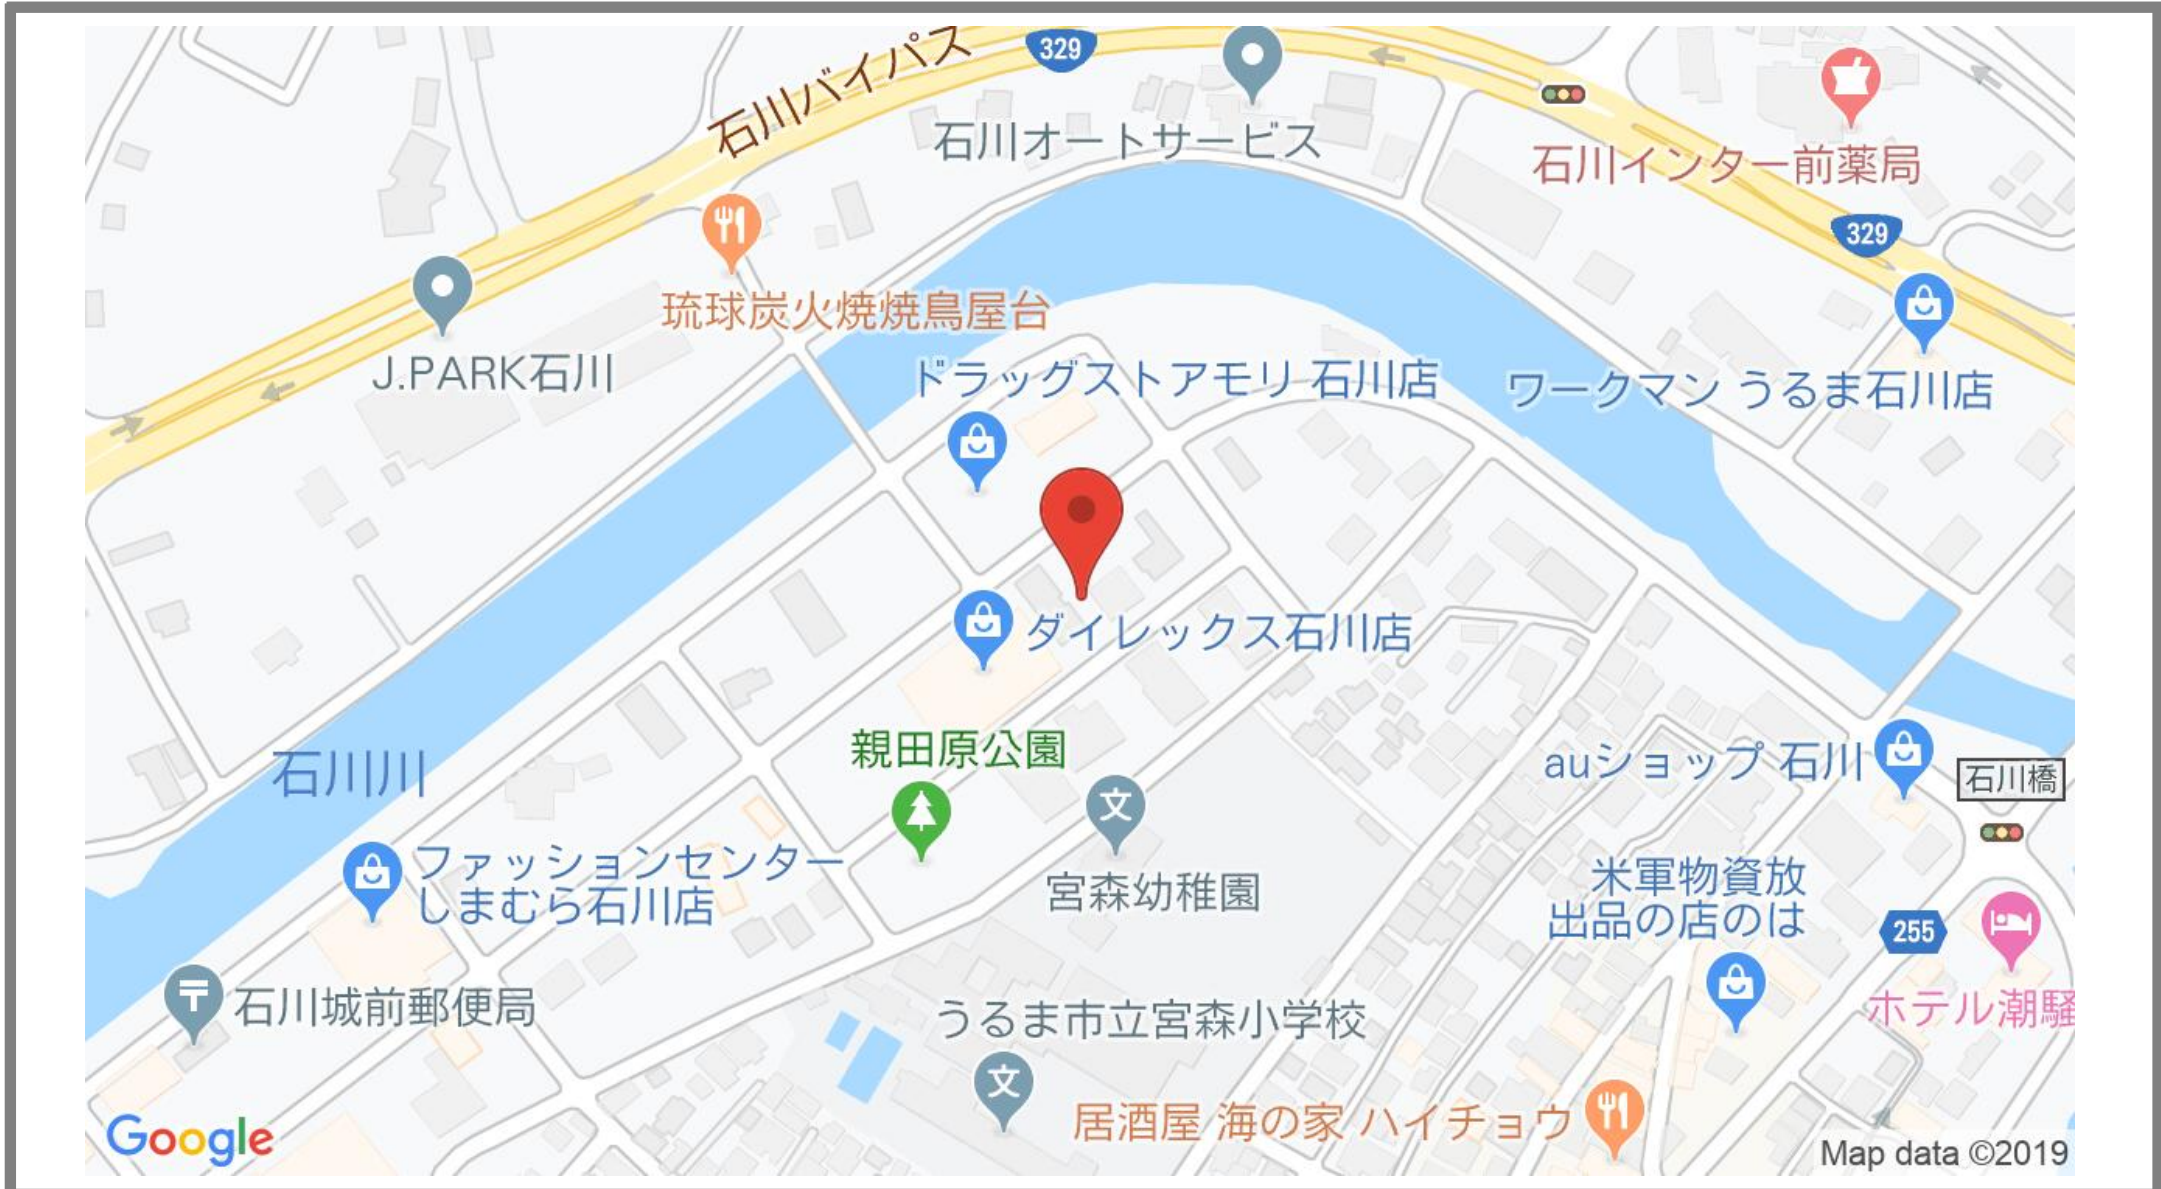 石川バイパス
329
石川オートサービス
石川インター前薬局
329
琉球炭火焼焼鳥屋台
J.PARK石川
ドラッグストアモリ 石川店
ワークマン うるま石川店
ダイレックス石川店
親田原公園
石川川
auショップ 石川
石川橋
文
ファッションセンター
しまむら石川店
宮森幼稚園
米軍物資放
出品の店のは
255
〒
石川城前郵便局
うるま市立宮森小学校
ホテル潮騒
文
居酒屋 海の家 ハイチョウ
Google
Map data ©2019